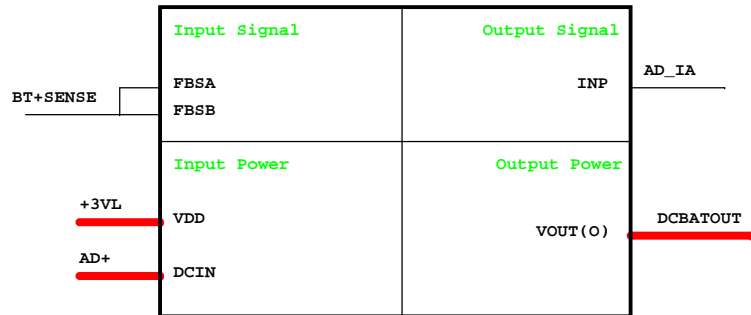 Input Signal
Output Signal
AD_IA
FBSA
INP
BT+SENSE
FBSB
Input Power
Output Power
+3VL
VDD
DCBATOUT
VOUT(O)
AD+
DCIN